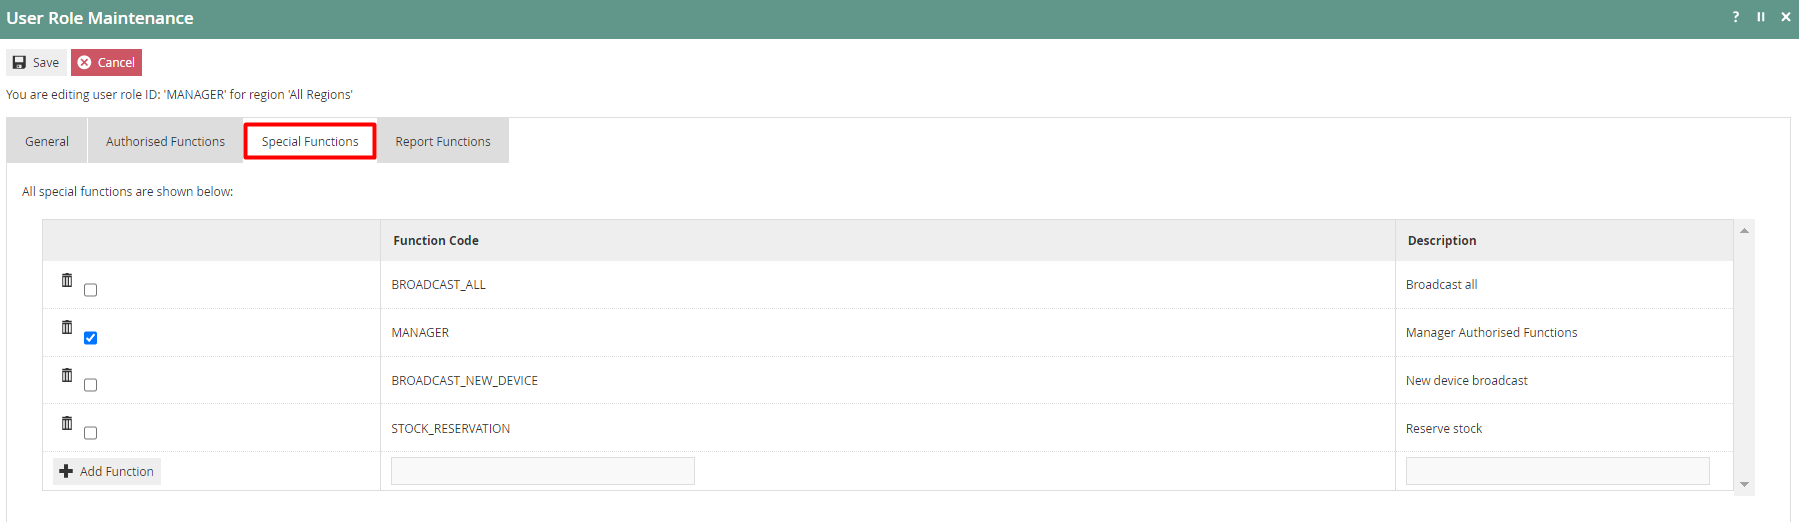 User Role Maintenance
?
Save Cancel
You are editing user role ID: 'MANAGER' for region 'All Regions'
General Authorised Functions Special Functions Report Functions
All special functions are shown below:
Function Code Description
BROADCAST_ALL Broadcast all
MANAGER Manager Authorised Functions
BROADCAST_NEW_DEVICE New device broadcast
STOCK_RESERVATION Reserve stock
Add Function